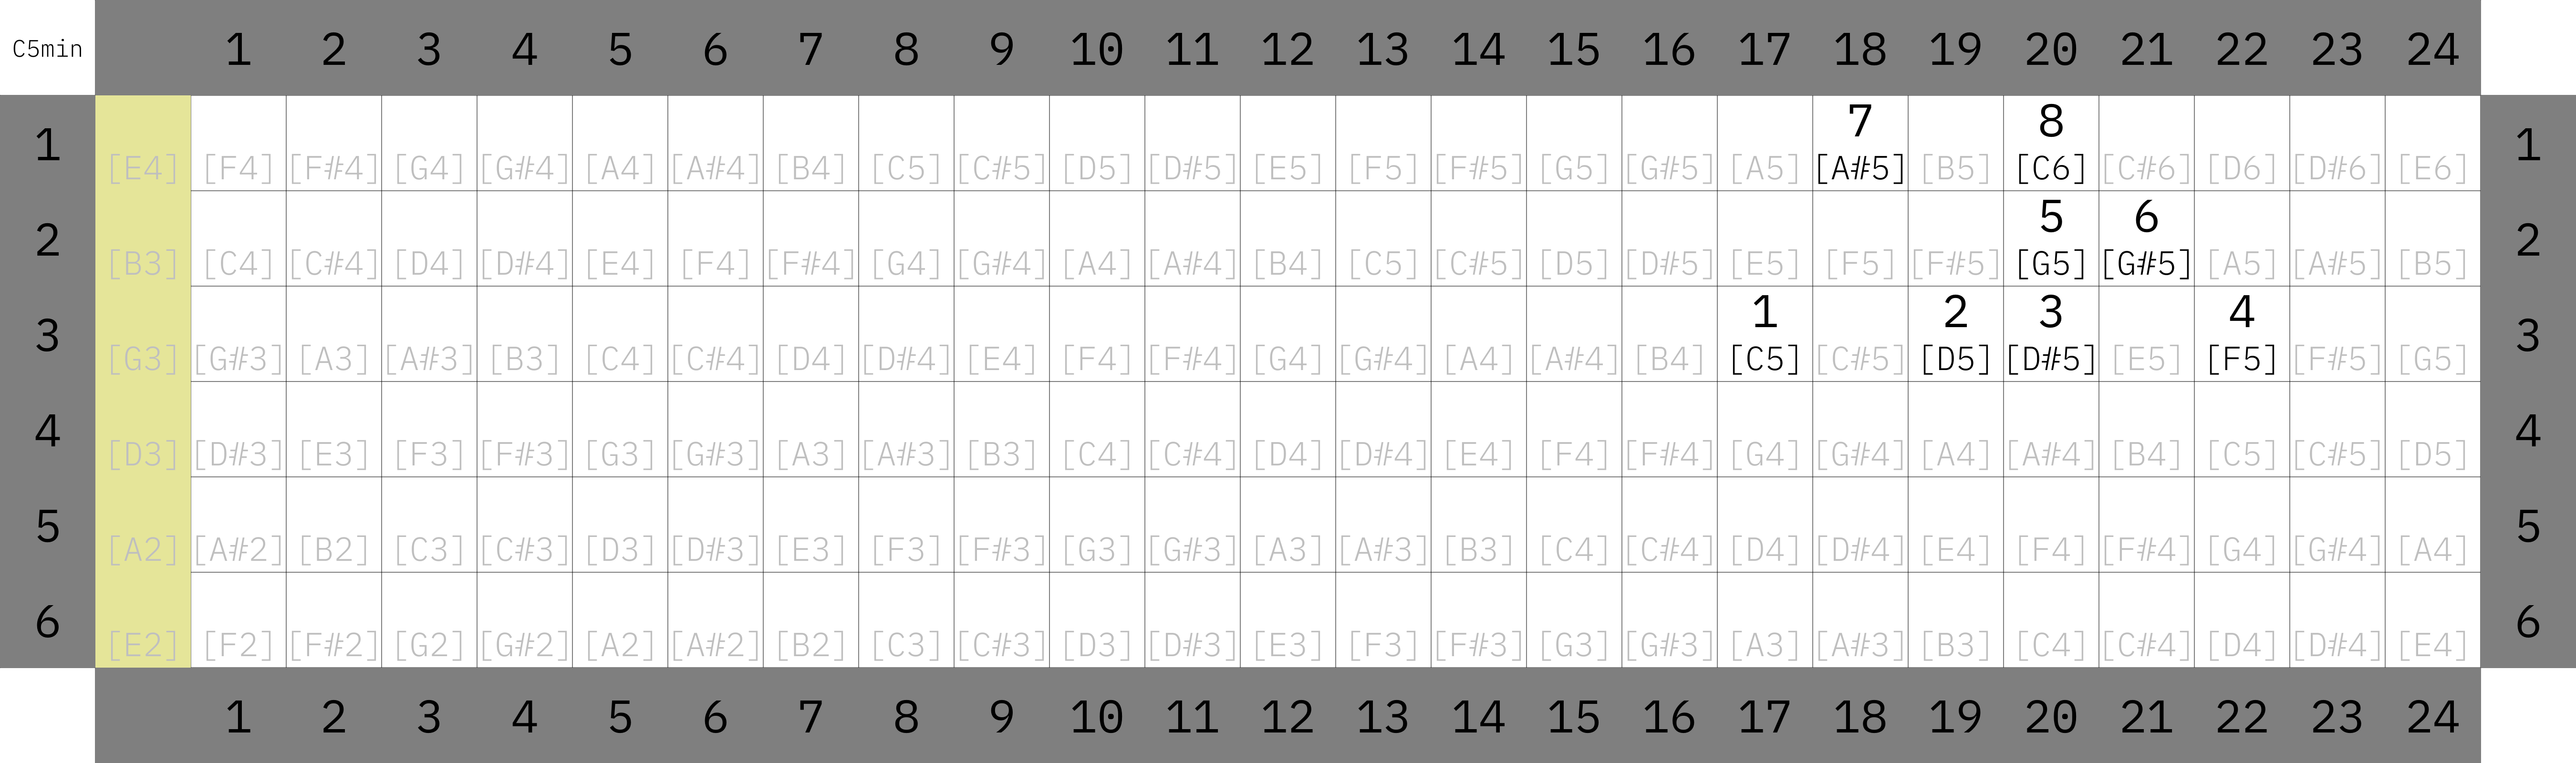 C5min 1 2 3 4 5 6 7 8 9 10 11 12 13 14 15 16 17 18 19 20 21 22 23 24
7 8
1 [E4] [F4] [F#4] [G4] [G#4] [A4] [A#4] [B4] [C5] [C#5] [D5] [D#5] [E5] [F5] [F#5] [G5] [G#5] [A5] [A#5] [B5] [C6] [C#6] [D6] [D#6] [E6] 1
5 6
2 [B3] [C4] [C#4] [D4] [D#4] [E4] [F4] [F#4] [G4] [G#4] [A4] [A#4] [B4] [C5] [C#5] [D5] [D#5] [E5] [F5] [F#5] [G5] [G#5] [A5] [A#5] [B5] 2
1 2 3 4
3 [G3] [G#3] [A3] [A#3] [B3] [C4] [C#4] [D4] [D#4] [E4] [F4] [F#4] [G4] [G#4] [A4] [A#4] [B4] [C5] [C#5] [D5] [D#5] [E5] [F5] [F#5] [G5] 3
4 [D3] [D#3] [E3] [F3] [F#3] [G3] [G#3] [A3] [A#3] [B3] [C4] [C#4] [D4] [D#4] [E4] [F4] [F#4] [G4] [G#4] [A4] [A#4] [B4] [C5] [C#5] [D5] 4
5 [A2] [A#2] [B2] [C3] [C#3] [D3] [D#3] [E3] [F3] [F#3] [G3] [G#3] [A3] [A#3] [B3] [C4] [C#4] [D4] [D#4] [E4] [F4] [F#4] [G4] [G#4] [A4] 5
6 [E2] [F2] [F#2] [G2] [G#2] [A2] [A#2] [B2] [C3] [C#3] [D3] [D#3] [E3] [F3] [F#3] [G3] [G#3] [A3] [A#3] [B3] [C4] [C#4] [D4] [D#4] [E4] 6
1 2 3 4 5 6 7 8 9 10 11 12 13 14 15 16 17 18 19 20 21 22 23 24